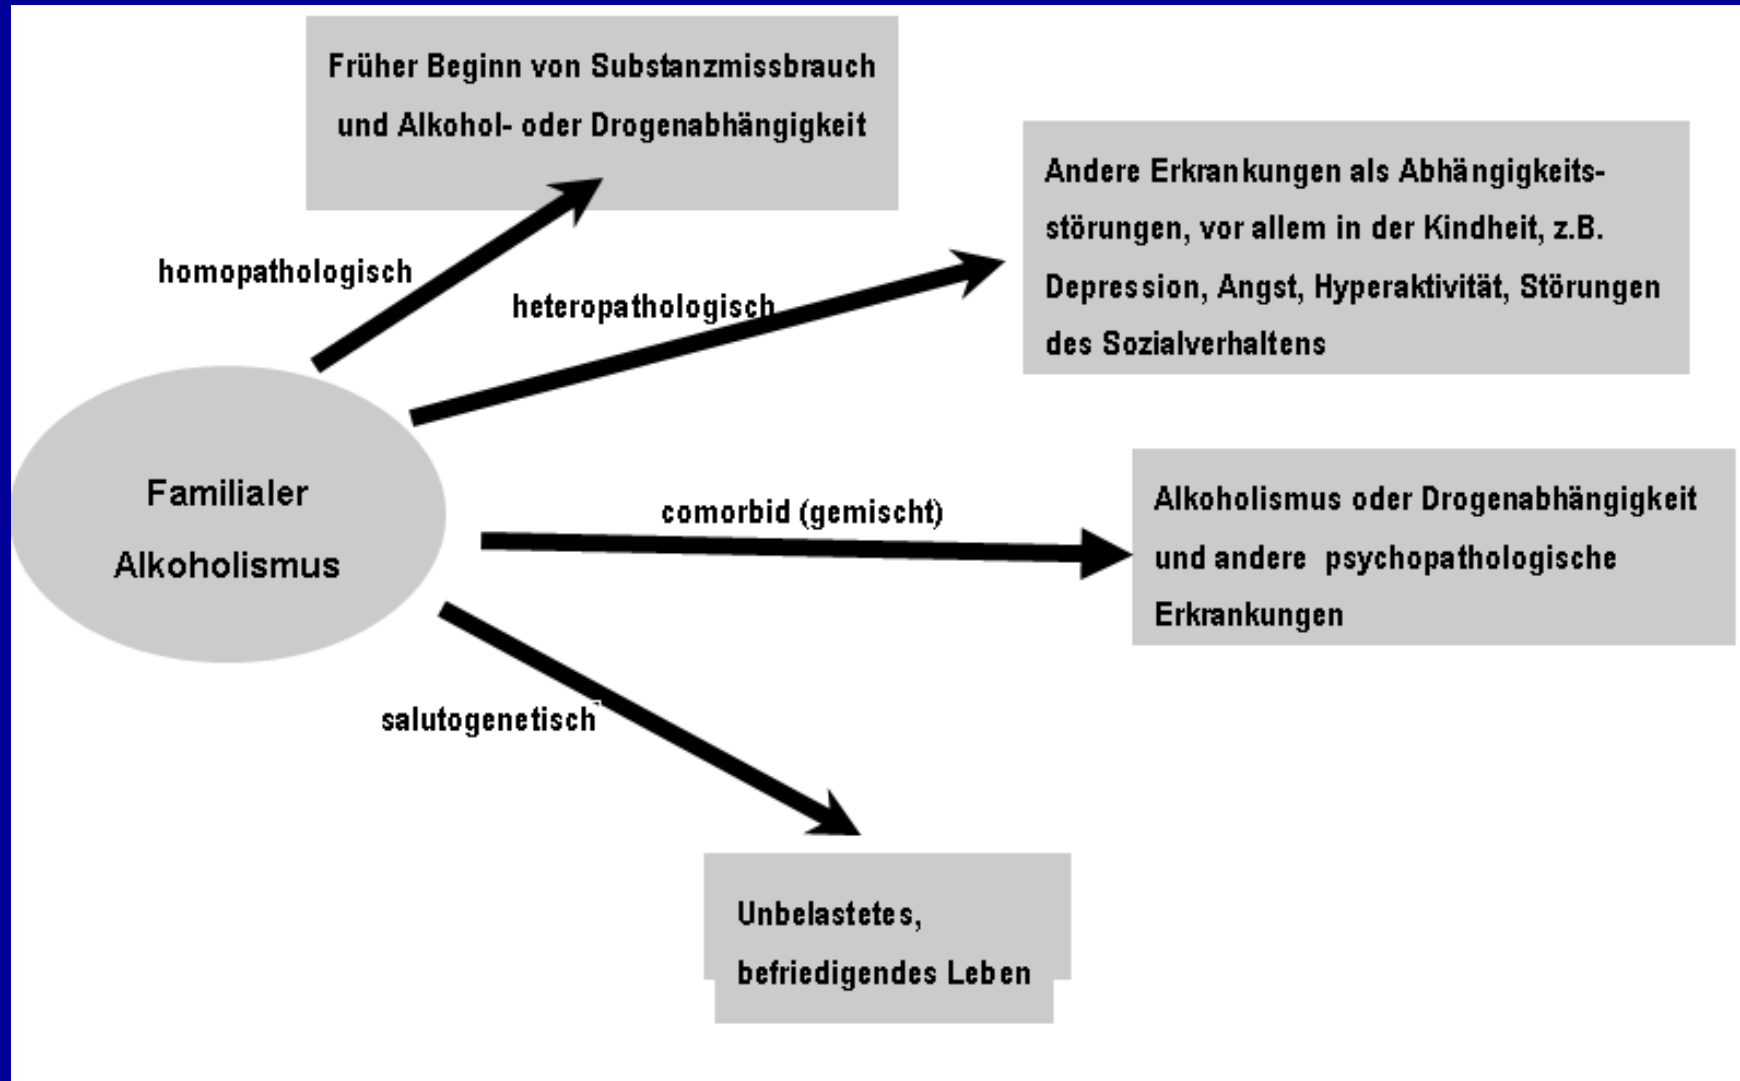 Früher Beginn von Substanzmissbrauch
und Alkohol- oder Drogenabhängigkeit
homopathologisch
Andere Erkrankungen als Abhängigkeits-
störungen, vor allem in der Kindheit, z.B.
Depression, Angst, Hyperaktivität, Störungen
des Sozialverhaltens
heteropathologisch
Familialer
Alkoholismus
comorbid (gemischt)
Alkoholismus oder Drogenabhängigkeit
und andere psychopathologische
Erkrankungen
salutogenetisch
Unbelastetes,
befriedigendes Leben